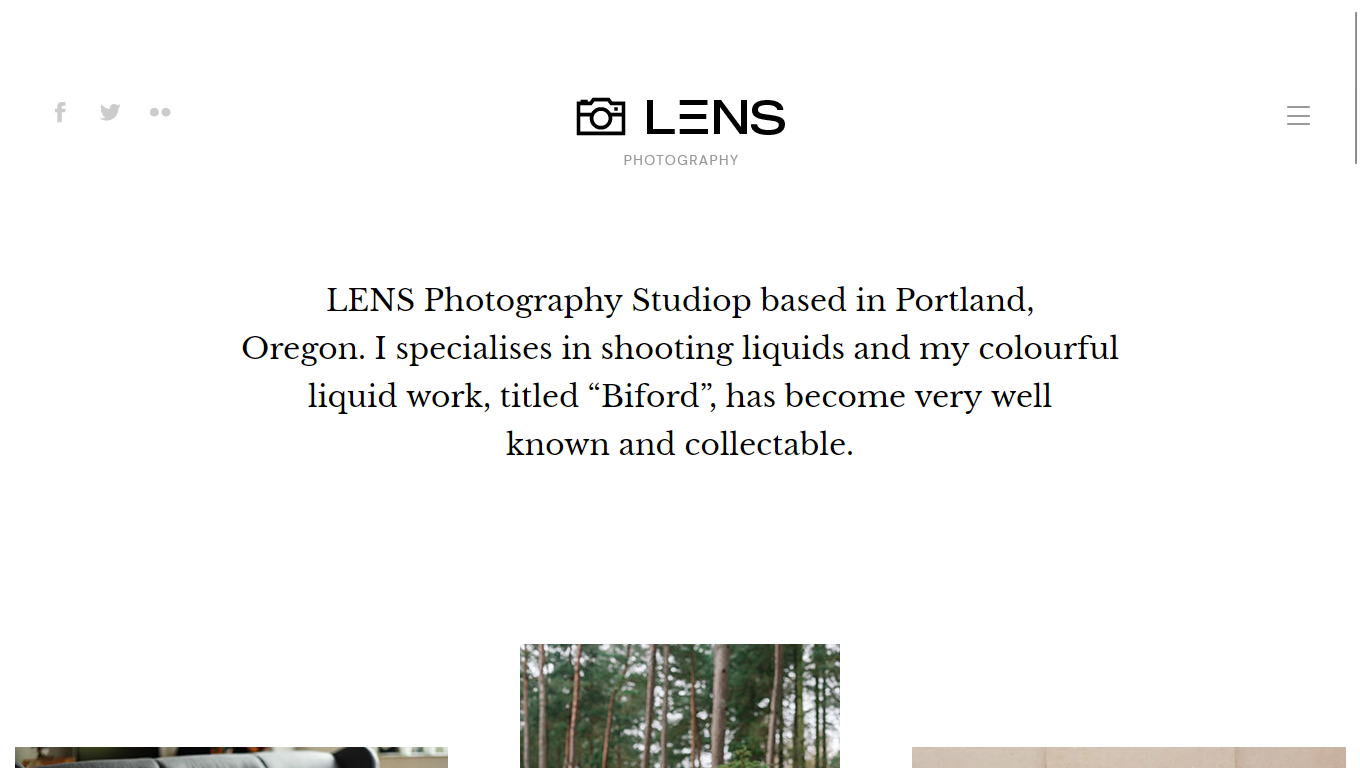 LENS
PHOTOGRAPHY
LENS Photography Studiop based in Portland,
Oregon. I specialises in shooting liquids and my colourful
liquid work, titled “Biford”, has become very well
known and collectable.